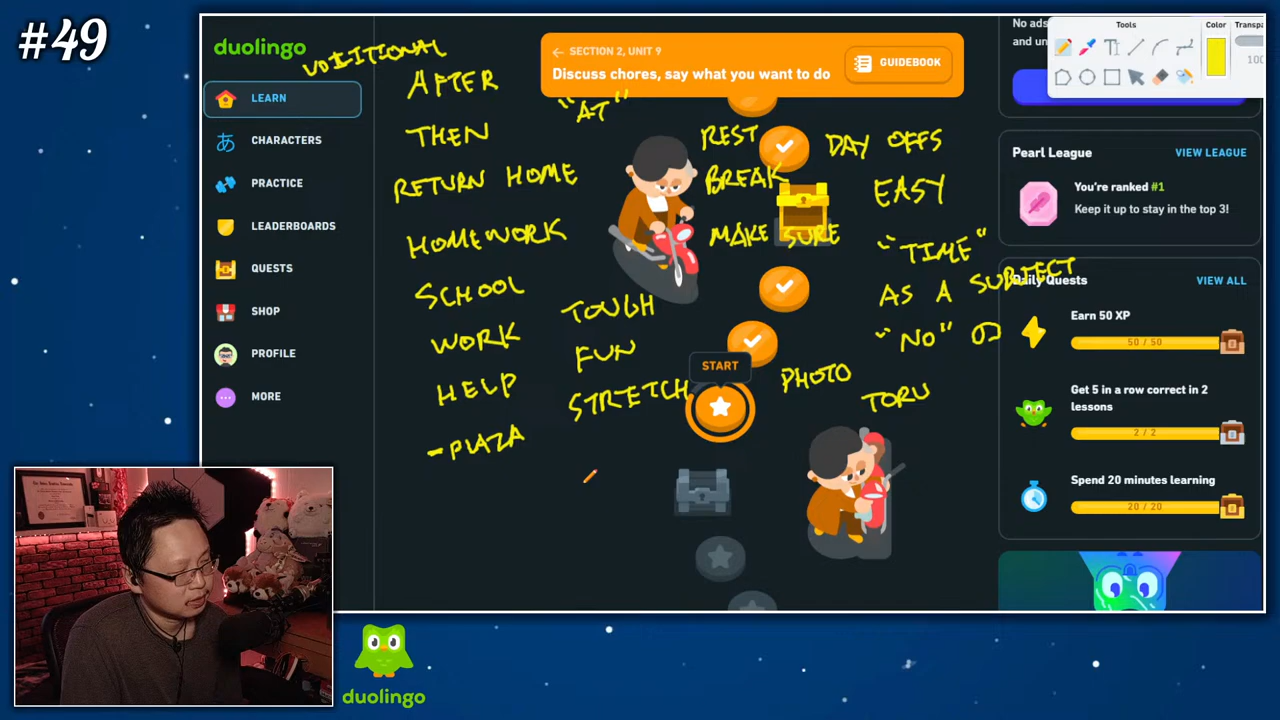 #49
duolingo
LEARN
あ CHARACTERS
PRACTICE
LEADERBOARDS
QUESTS
SHOP
PROFILE
MORE
VOLITIONAL
AFTER
THEN
RETURN HOME
HOMEWORK
SCHOOL
WORK
HELP
-PLAZA
"AT"
TOUGH
FUN
STRETCH
← SECTION 2, UNIT 9
Discuss chores, say what you want to do
GUIDEBOOK
REST
BREAK
MAKE SURE
START
PHOTO
TORU
DAY OFFS
EASY
"TIME"
AS A SUBJECT
"NO" の
No ads
and un
Tools
Color
Transpa
100
Pearl League
VIEW LEAGUE
You're ranked #1
Keep it up to stay in the top 3!
Daily Quests
VIEW ALL
Earn 50 XP
50 / 50
Get 5 in a row correct in 2
lessons
2 / 2
Spend 20 minutes learning
20 / 20
duolingo